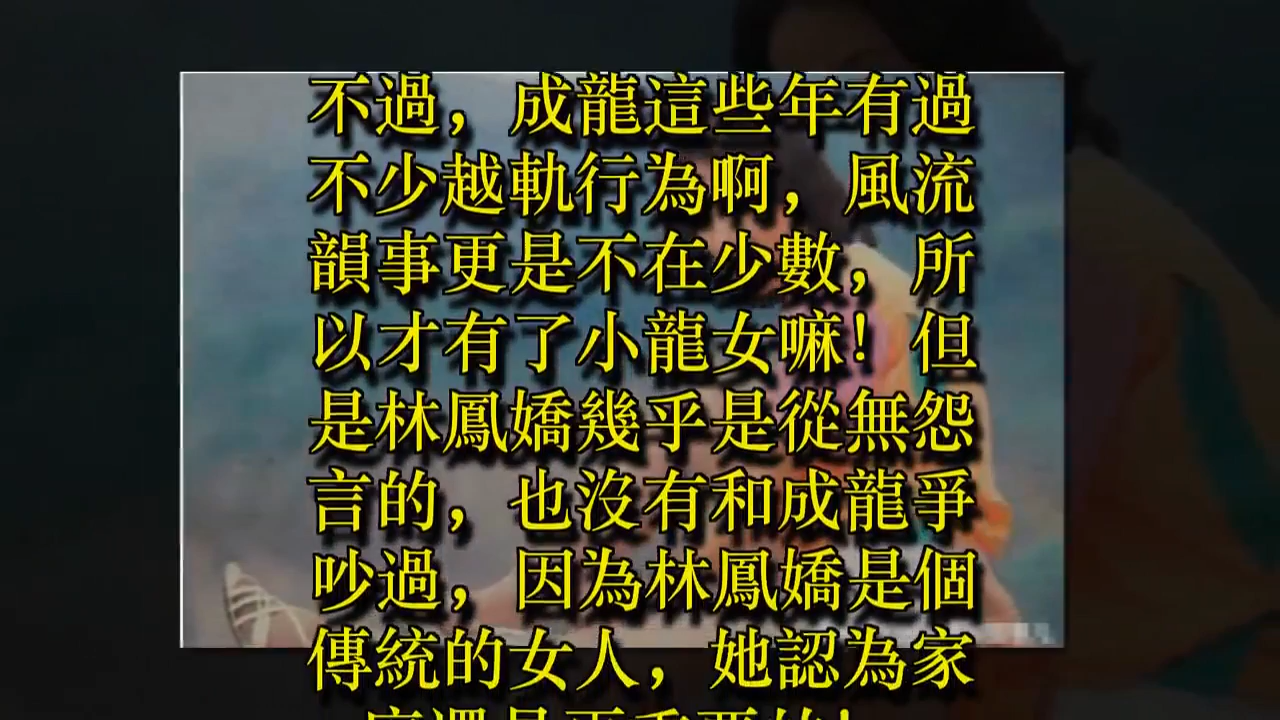 不過，成龍這些年有過
不少越軌行為啊，風流
韻事更是不在少數，所
以才有了小龍女嘛！但
是林鳳嬌幾乎是從無怨
言的，也沒有和成龍爭
吵過，因為林鳳嬌是個
傳統的女人，她認為家